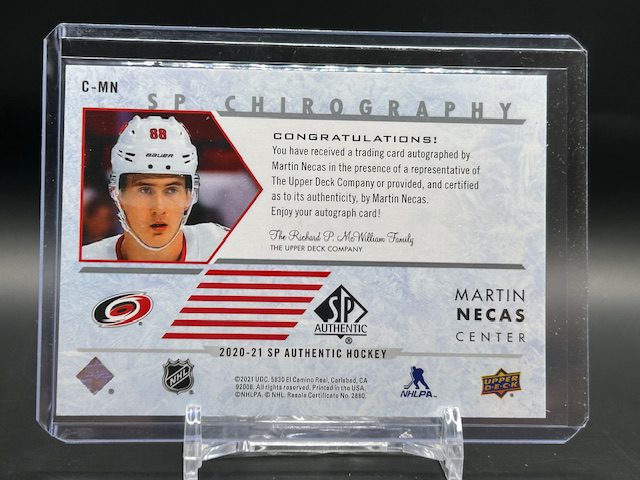 C-MN
SP CHIROGRAPHY
88
BAUER
CONGRATULATIONS!
You have received a trading card autographed by
Martin Necas in the presence of a representative of
The Upper Deck Company or provided, and certified
as to its authenticity, by Martin Necas.
Enjoy your autograph card!
The Richard P. McWilliam Family
THE UPPER DECK COMPANY
SP
AUTHENTIC
®
MARTIN
NECAS
CENTER
2020-21 SP AUTHENTIC HOCKEY
NHL
©2021 UDC. 5830 El Camino Real, Carlsbad, CA
92008. All rights reserved. Printed in the USA.
©NHLPA. © NHL. Resale Certificate No. 2880.
NHLPA
UPPER
DECK